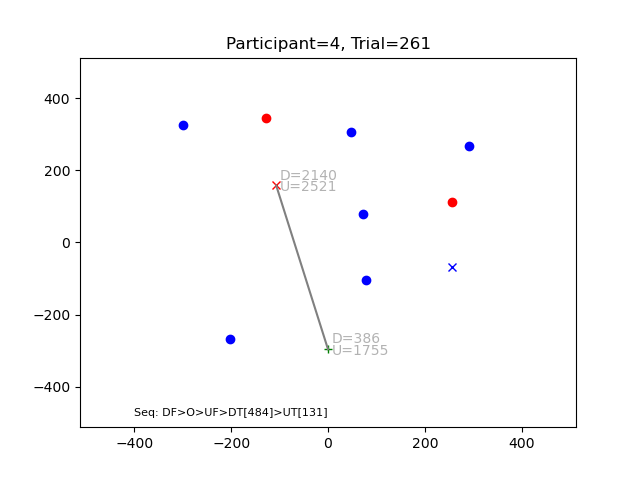 Participant=4, Trial=261
400
200
0
−200
−400
D=2140
U=2521
D=386
U=1755
Seq: DF>O>UF>DT[484]>UT[131]
−400 −200 0 200 400